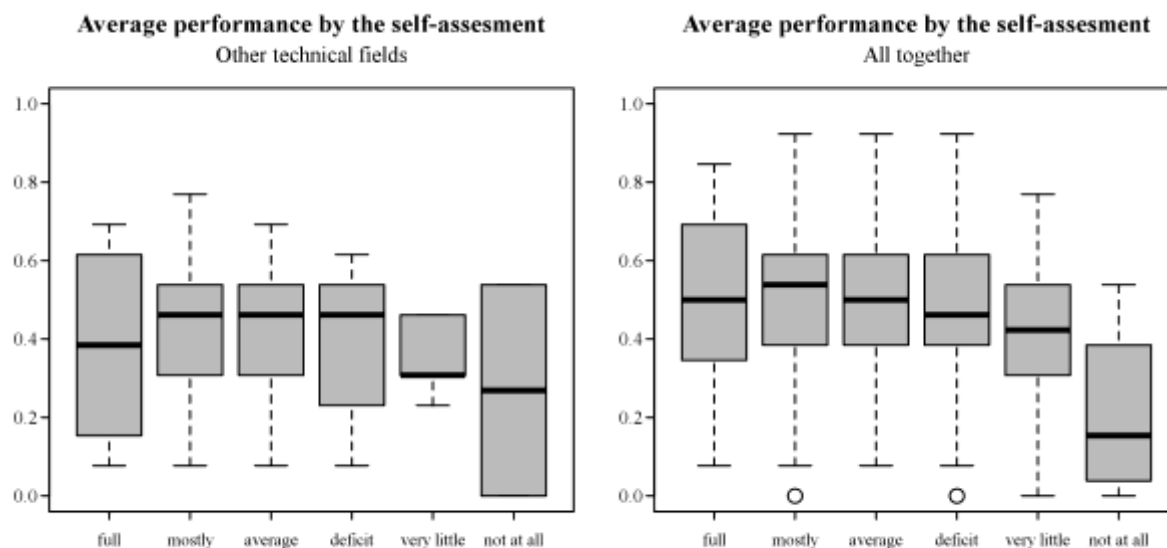 Average performance by the self-assesment
Other technical fields
1.0
0.8
0.6
0.4
0.2
0.0
full mostly average deficit very little not at all
Average performance by the self-assesment
All together
1.0
0.8
0.6
0.4
0.2
0.0
full mostly average deficit very little not at all